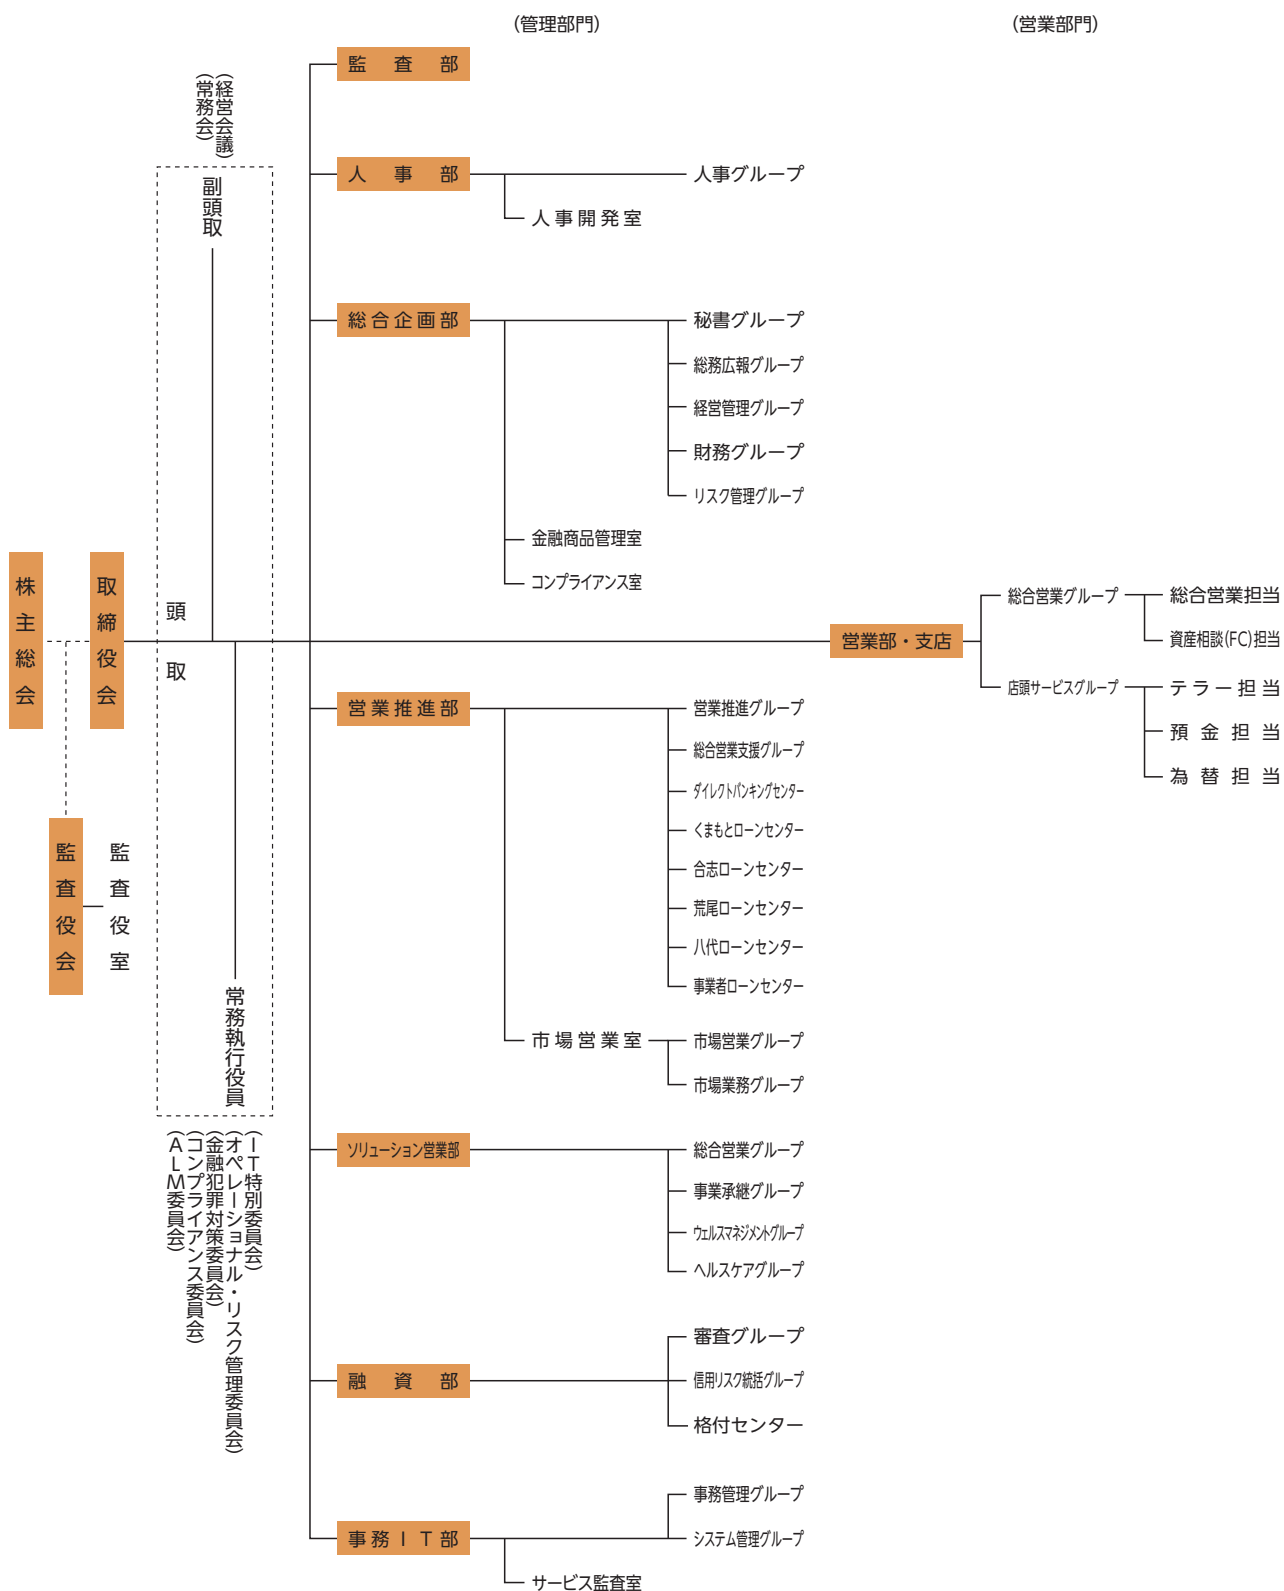 (管理部門)
(営業部門)
監査部
(経営会議)
(常務会)
副頭取
人事部
人事グループ
人事開発室
総合企画部
秘書グループ
総務広報グループ
経営管理グループ
財務グループ
リスク管理グループ
金融商品管理室
コンプライアンス室
株主総会
取締役会
頭取
営業部・支店
総合営業グループ
総合営業担当
資産相談(FC)担当
店頭サービスグループ
テラー担当
預金担当
為替担当
監査役会
監査役室
常務執行役員
営業推進部
営業推進グループ
総合営業支援グループ
ダイレクトバンキングセンター
くまもとローンセンター
合志ローンセンター
荒尾ローンセンター
八代ローンセンター
事業者ローンセンター
市場営業室
市場営業グループ
市場業務グループ
(IT特別委員会)
(オペレーショナル・リスク管理委員会)
(金融犯罪対策委員会)
(コンプライアンス委員会)
(ALM委員会)
ソリューション営業部
総合営業グループ
事業承継グループ
ウェルスマネジメントグループ
ヘルスケアグループ
融資部
審査グループ
信用リスク統括グループ
格付センター
事務IT部
事務管理グループ
システム管理グループ
サービス監査室